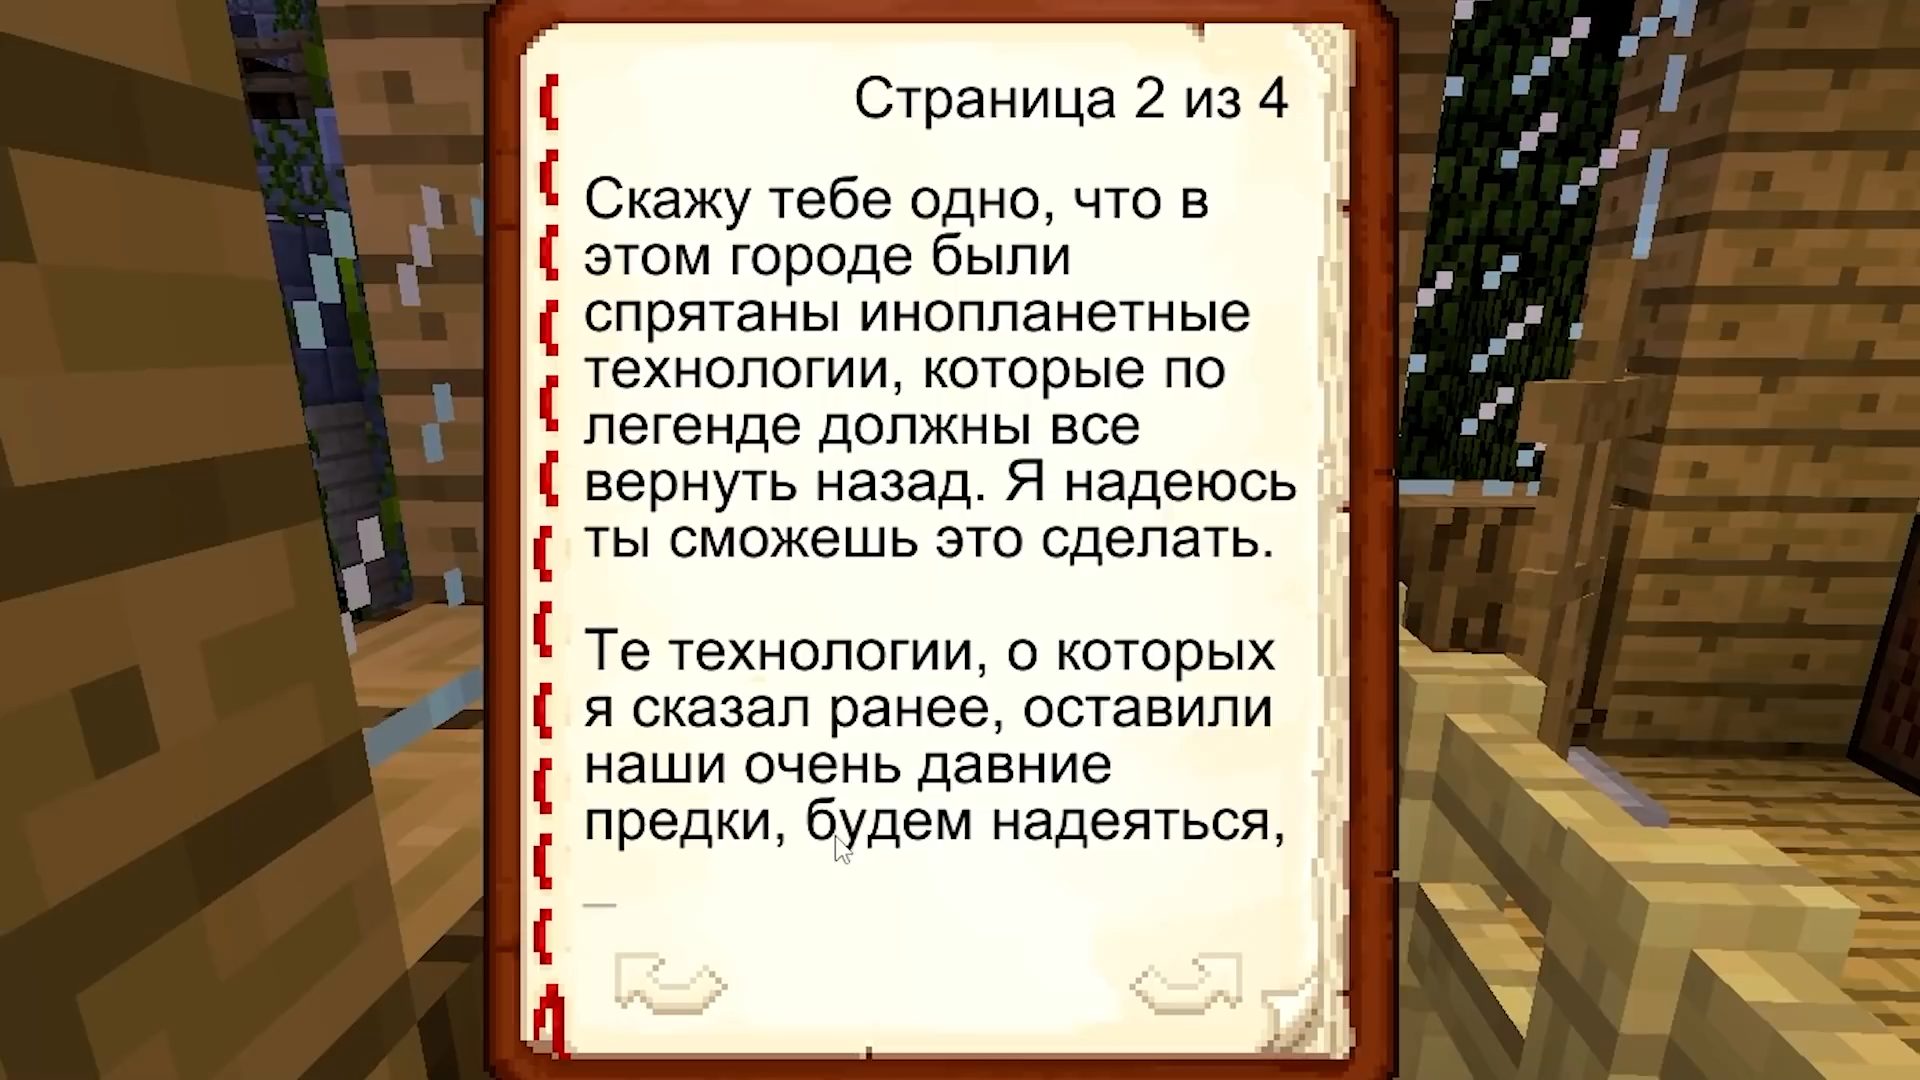 Страница 2 из 4
Скажу тебе одно, что в
этом городе были
спрятаны инопланетные
технологии, которые по
легенде должны все
вернуть назад. Я надеюсь
ты сможешь это сделать.
Те технологии, о которых
я сказал ранее, оставили
наши очень давние
предки, будем надеяться,
_